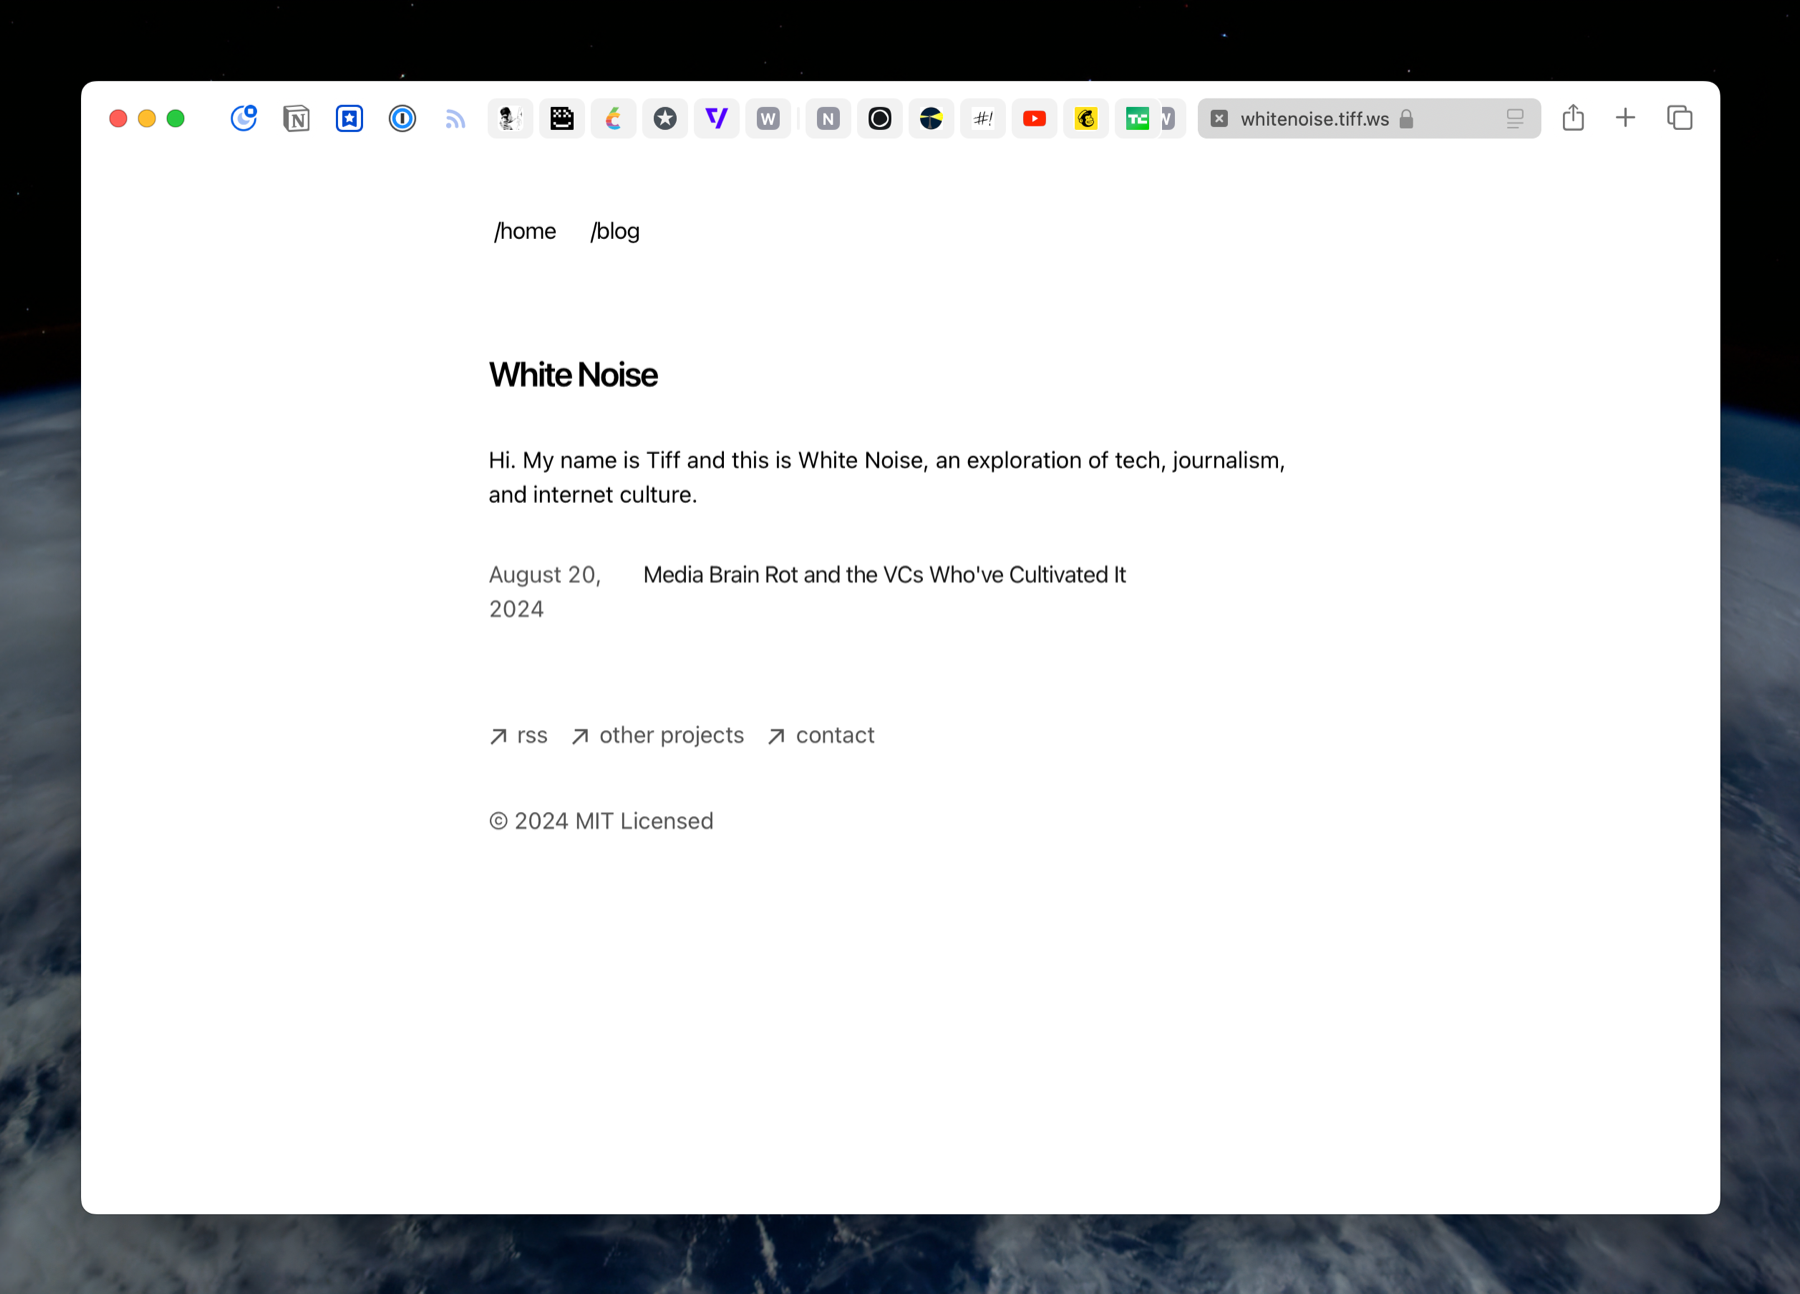 W
N
#!
TC
W
whitenoise.tiff.ws
/home /blog
White Noise
Hi. My name is Tiff and this is White Noise, an exploration of tech, journalism,
and internet culture.
August 20, 2024 Media Brain Rot and the VCs Who've Cultivated It
rss other projects contact
© 2024 MIT Licensed